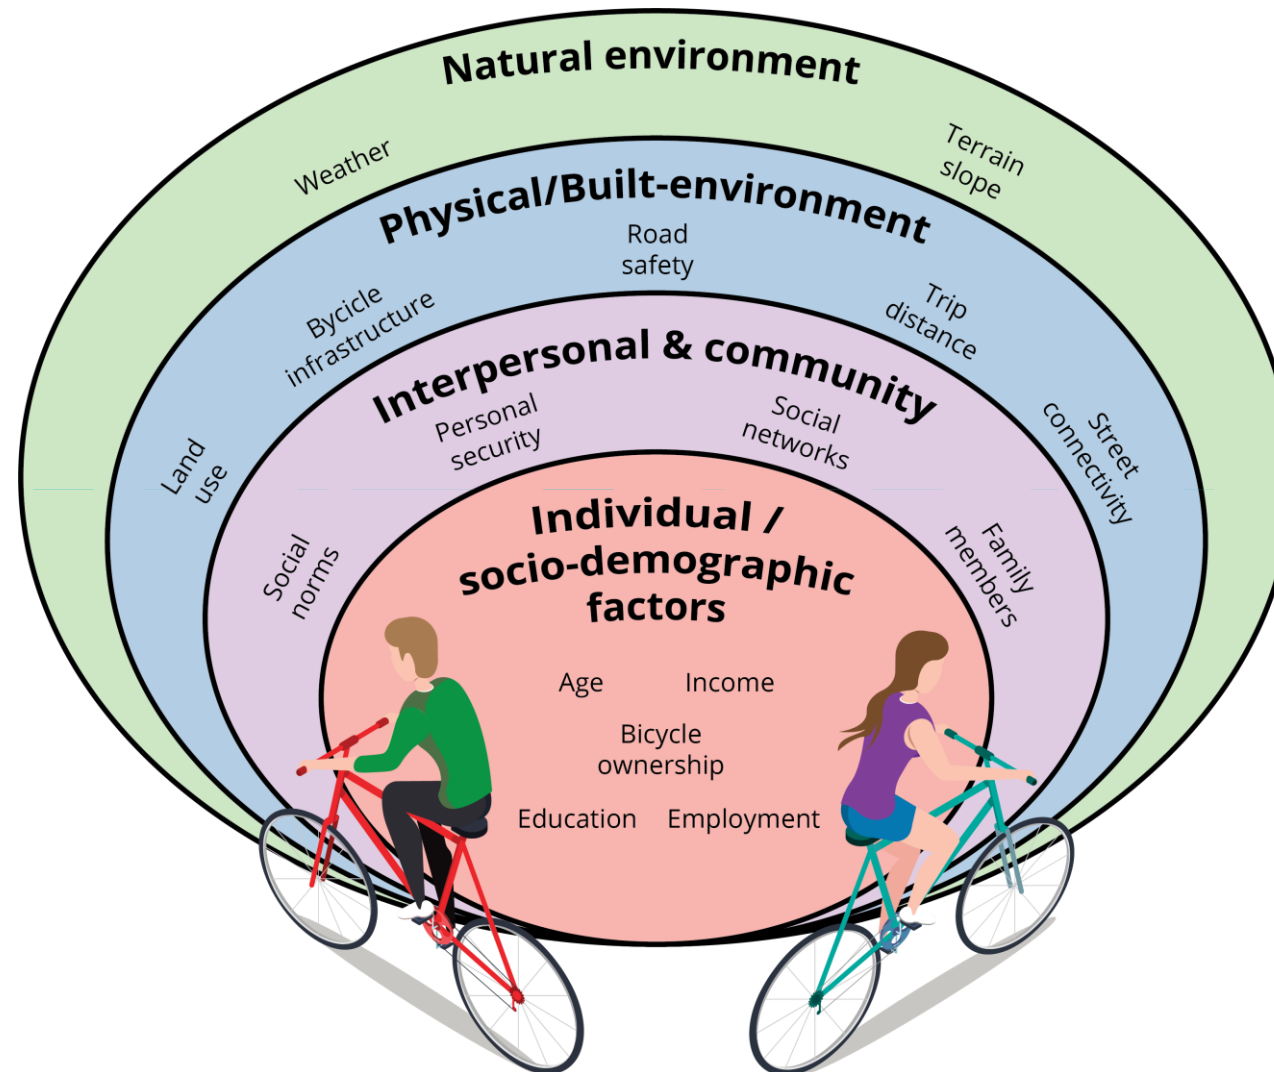 Natural environment
Weather
Terrain
slope
Physical/Built-environment
Road
safety
Bycicle
infrastructure
Trip
distance
Land
use
Street
connectivity
Interpersonal & community
Personal
security
Social
networks
Social
norms
Family
members
Individual /
socio-demographic
factors
Age Income
Bicycle
ownership
Education Employment